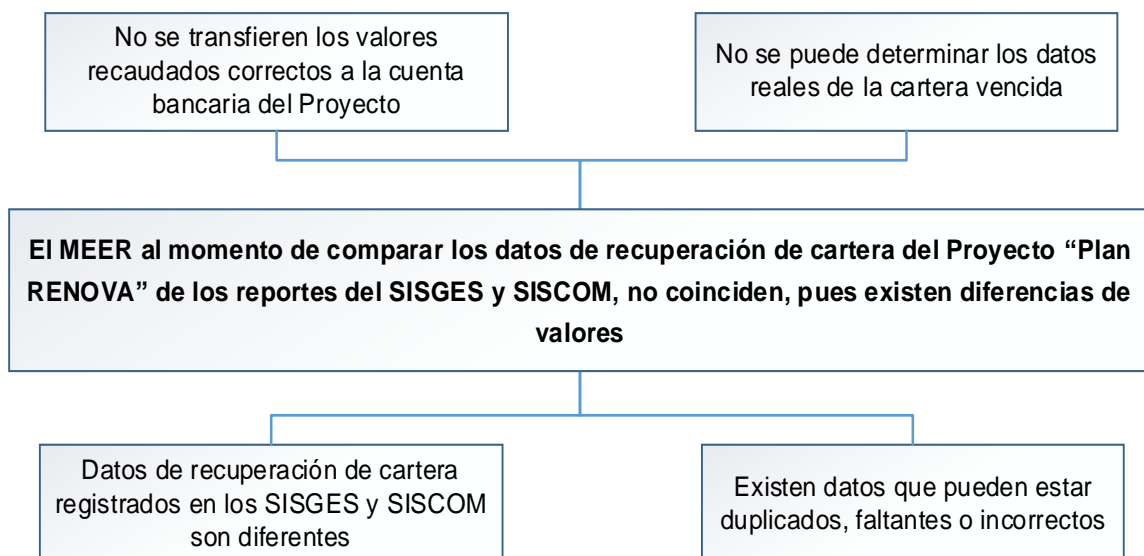 No se transfieren los valores
recaudados correctos a la cuenta
bancaria del Proyecto
No se puede determinar los datos
reales de la cartera vencida
El MEER al momento de comparar los datos de recuperación de cartera del Proyecto “Plan
RENOVA” de los reportes del SISGES y SISCOM, no coinciden, pues existen diferencias de
valores
Datos de recuperación de cartera
registrados en los SISGES y SISCOM
son diferentes
Existen datos que pueden estar
duplicados, faltantes o incorrectos